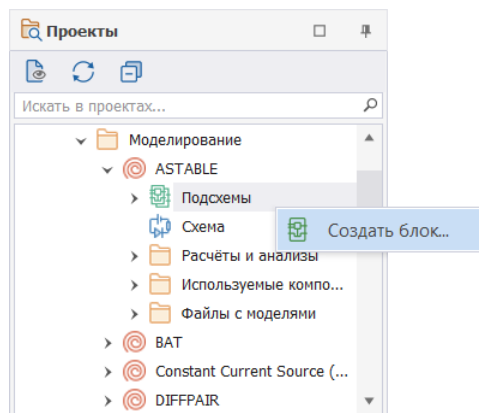 Проекты
Искать в проектах...
Моделирование
ASTABLE
Подсхемы
Схема
Создать блок...
Расчёты и анализы
Используемые компо...
Файлы с моделями
BAT
Constant Current Source (...
DIFFPAIR